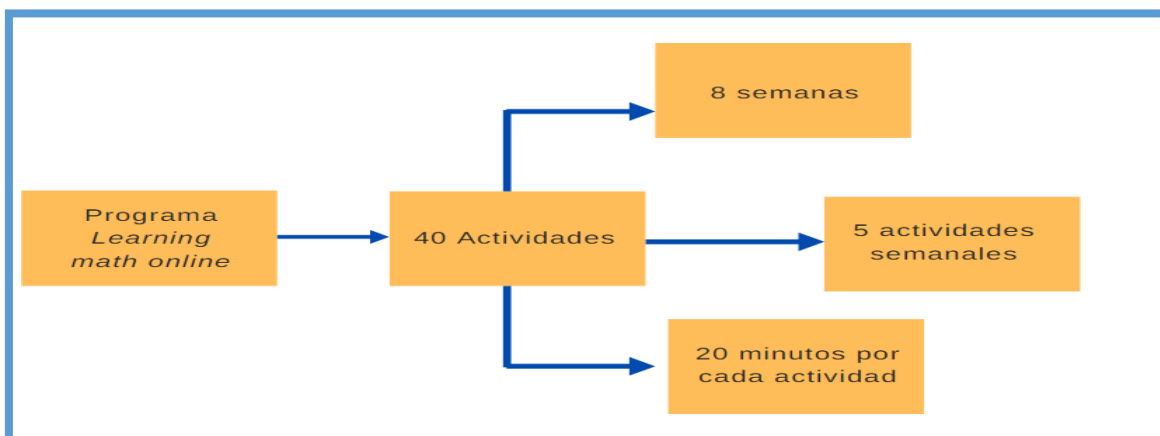 Programa
Learning
math online
40 Actividades
8 semanas
5 actividades
semanales
20 minutos por
cada actividad